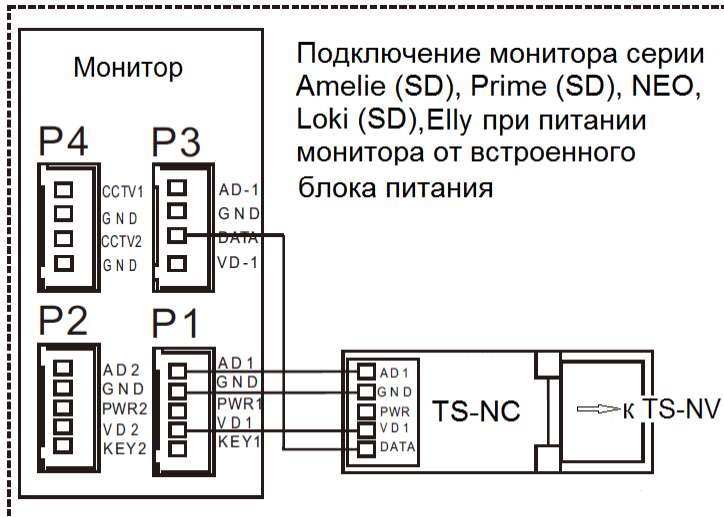 Монитор
Подключение монитора серии
Amelie (SD), Prime (SD), NEO,
Loki (SD),Elly при питании
монитора от встроенного
блока питания
P4
CCTV1
GND
CCTV2
GND
P3
AD-1
GND
DATA
VD-1
P2
AD2
GND
PWR2
VD2
KEY2
P1
AD1
GND
PWR1
VD1
KEY1
AD1
GND
PWR
VD1
DATA
TS-NC
к TS-NV